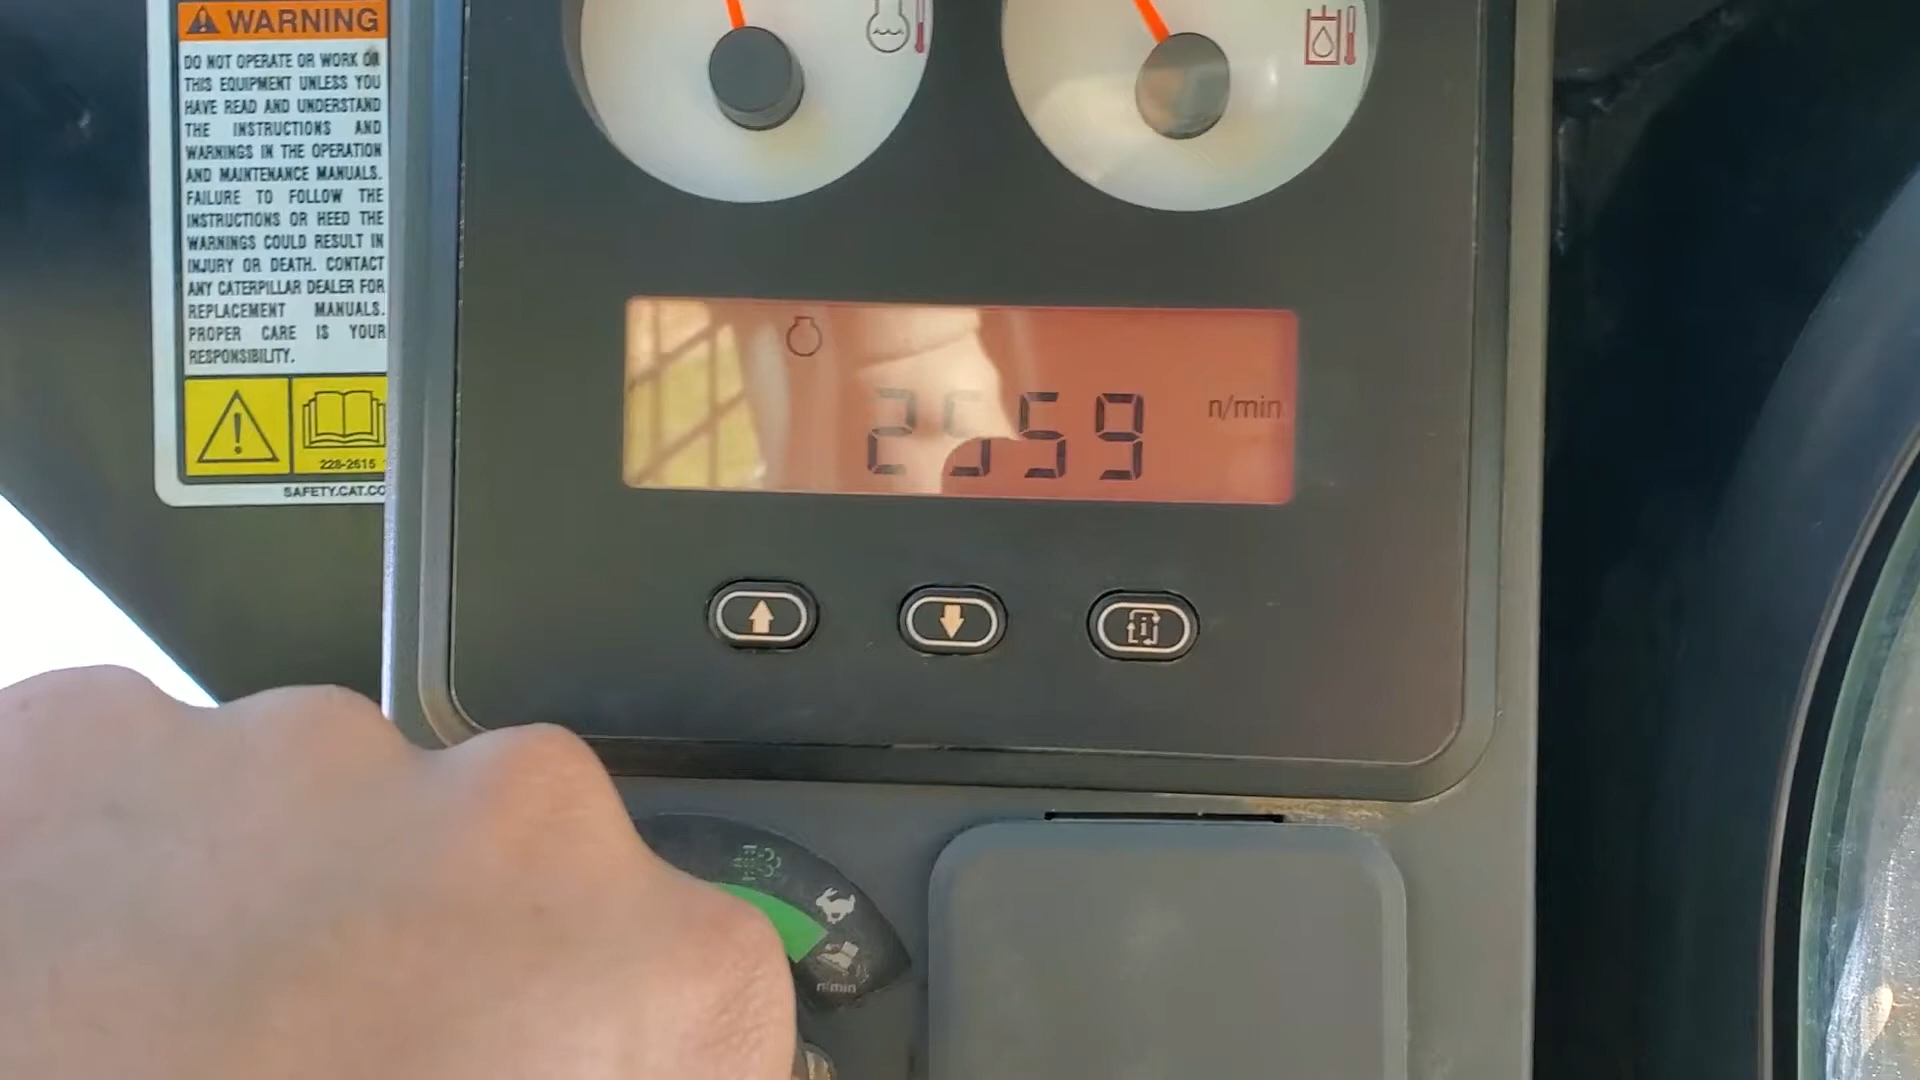 WARNING
DO NOT OPERATE OR WORK ON
THIS EQUIPMENT UNLESS YOU
HAVE READ AND UNDERSTAND
THE INSTRUCTIONS AND
WARNINGS IN THE OPERATION
AND MAINTENANCE MANUALS.
FAILURE TO FOLLOW THE
INSTRUCTIONS OR HEED THE
WARNINGS COULD RESULT IN
INJURY OR DEATH. CONTACT
ANY CATERPILLAR DEALER FOR
REPLACEMENT MANUALS.
PROPER CARE IS YOUR
RESPONSIBILITY.
228-2615
SAFETY.CAT.CO
2559
n/min
n/min